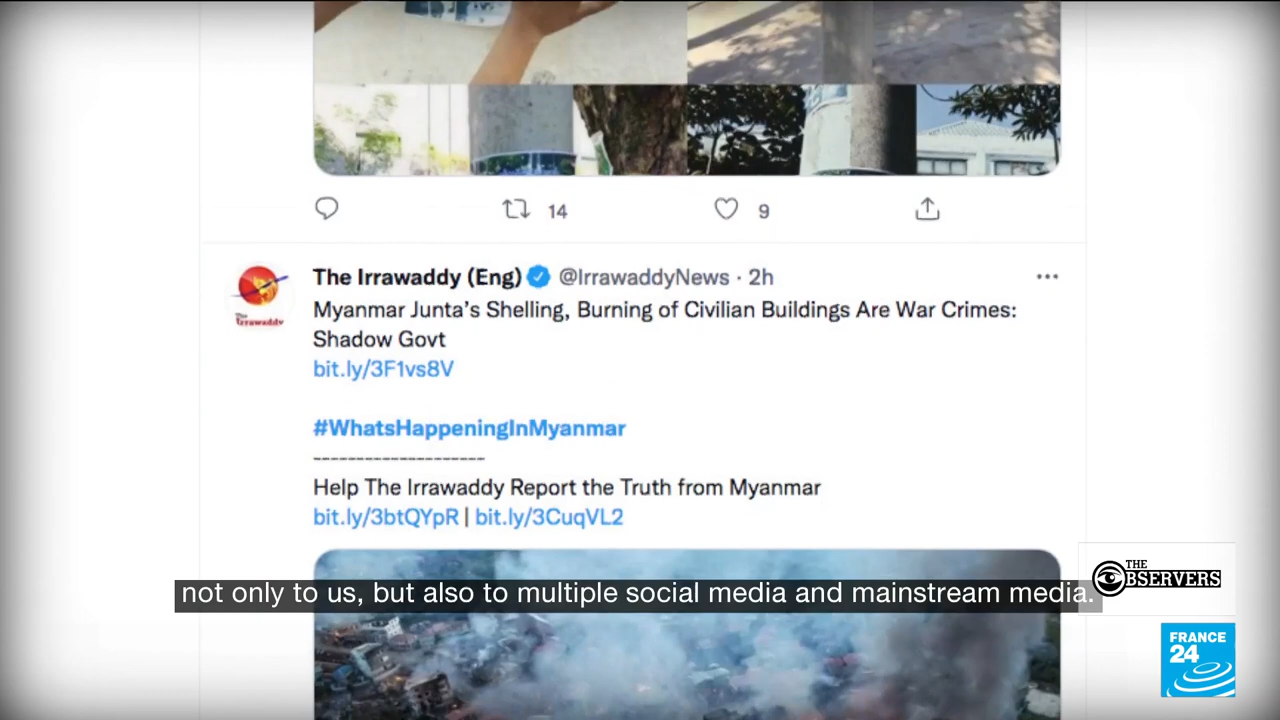 14
9
The Irrawaddy (Eng) @IrrawaddyNews · 2h
The Irrawaddy
Myanmar Junta’s Shelling, Burning of Civilian Buildings Are War Crimes:
Shadow Govt
bit.ly/3F1vs8V
#WhatsHappeningInMyanmar
--------------------
Help The Irrawaddy Report the Truth from Myanmar
bit.ly/3btQYpR | bit.ly/3CuqVL2
not only to us, but also to multiple social media and mainstream media.
THE
OBSERVERS
FRANCE
24